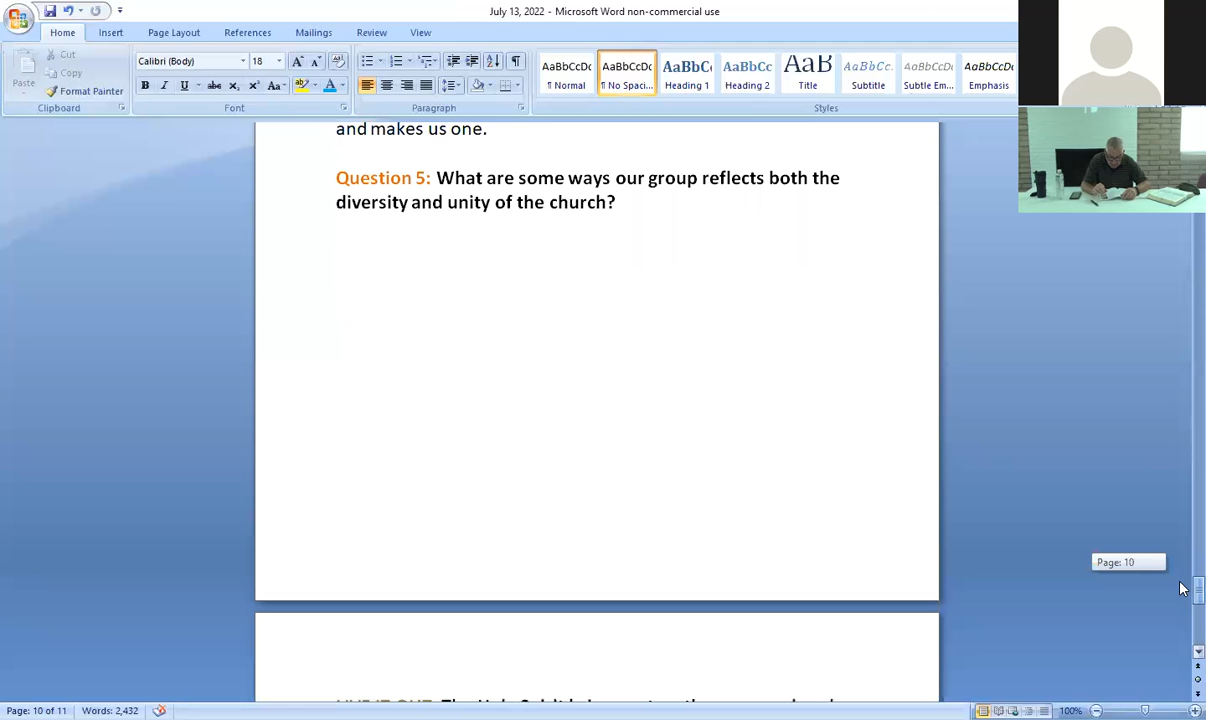 July 13, 2022 - Microsoft Word non-commercial use
Home Insert Page Layout References Mailings Review View
Paste
Cut
Copy
Format Painter
Clipboard
Calibri (Body) 18
Font
Paragraph
AaBbCcDc AaBbCcDc AaBbCc AaBbCc AaB AaBbCc. AaBbCcDc AaBbCcDc
¶ Normal ¶ No Spaci... Heading 1 Heading 2 Title Subtitle Subtle Em... Emphasis
Styles
and makes us one.
Question 5: What are some ways our group reflects both the
diversity and unity of the church?
Page: 10
Page: 10 of 11 Words: 2,432 100%